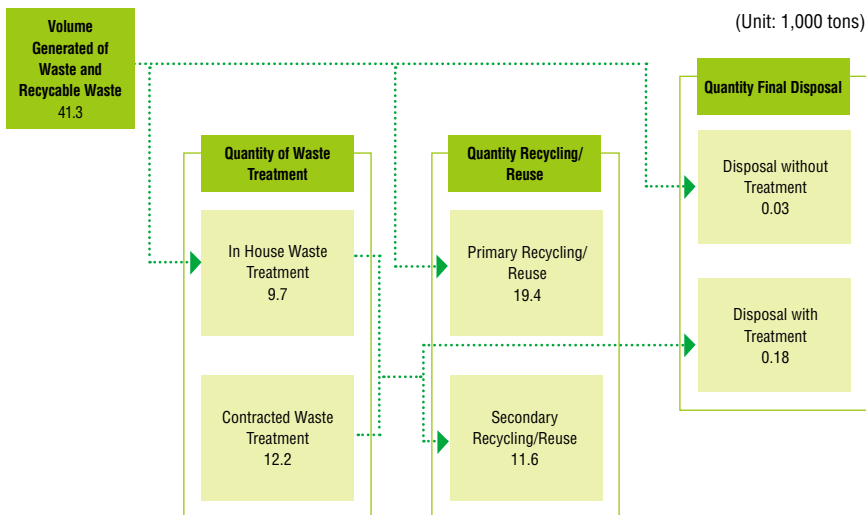 Volume
Generated of
Waste and
Recycable Waste
41.3
(Unit: 1,000 tons)
Quantity of Waste
Treatment
In House Waste
Treatment
9.7
Contracted Waste
Treatment
12.2
Quantity Recycling/
Reuse
Primary Recycling/
Reuse
19.4
Secondary
Recycling/Reuse
11.6
Quantity Final Disposal
Disposal without
Treatment
0.03
Disposal with
Treatment
0.18